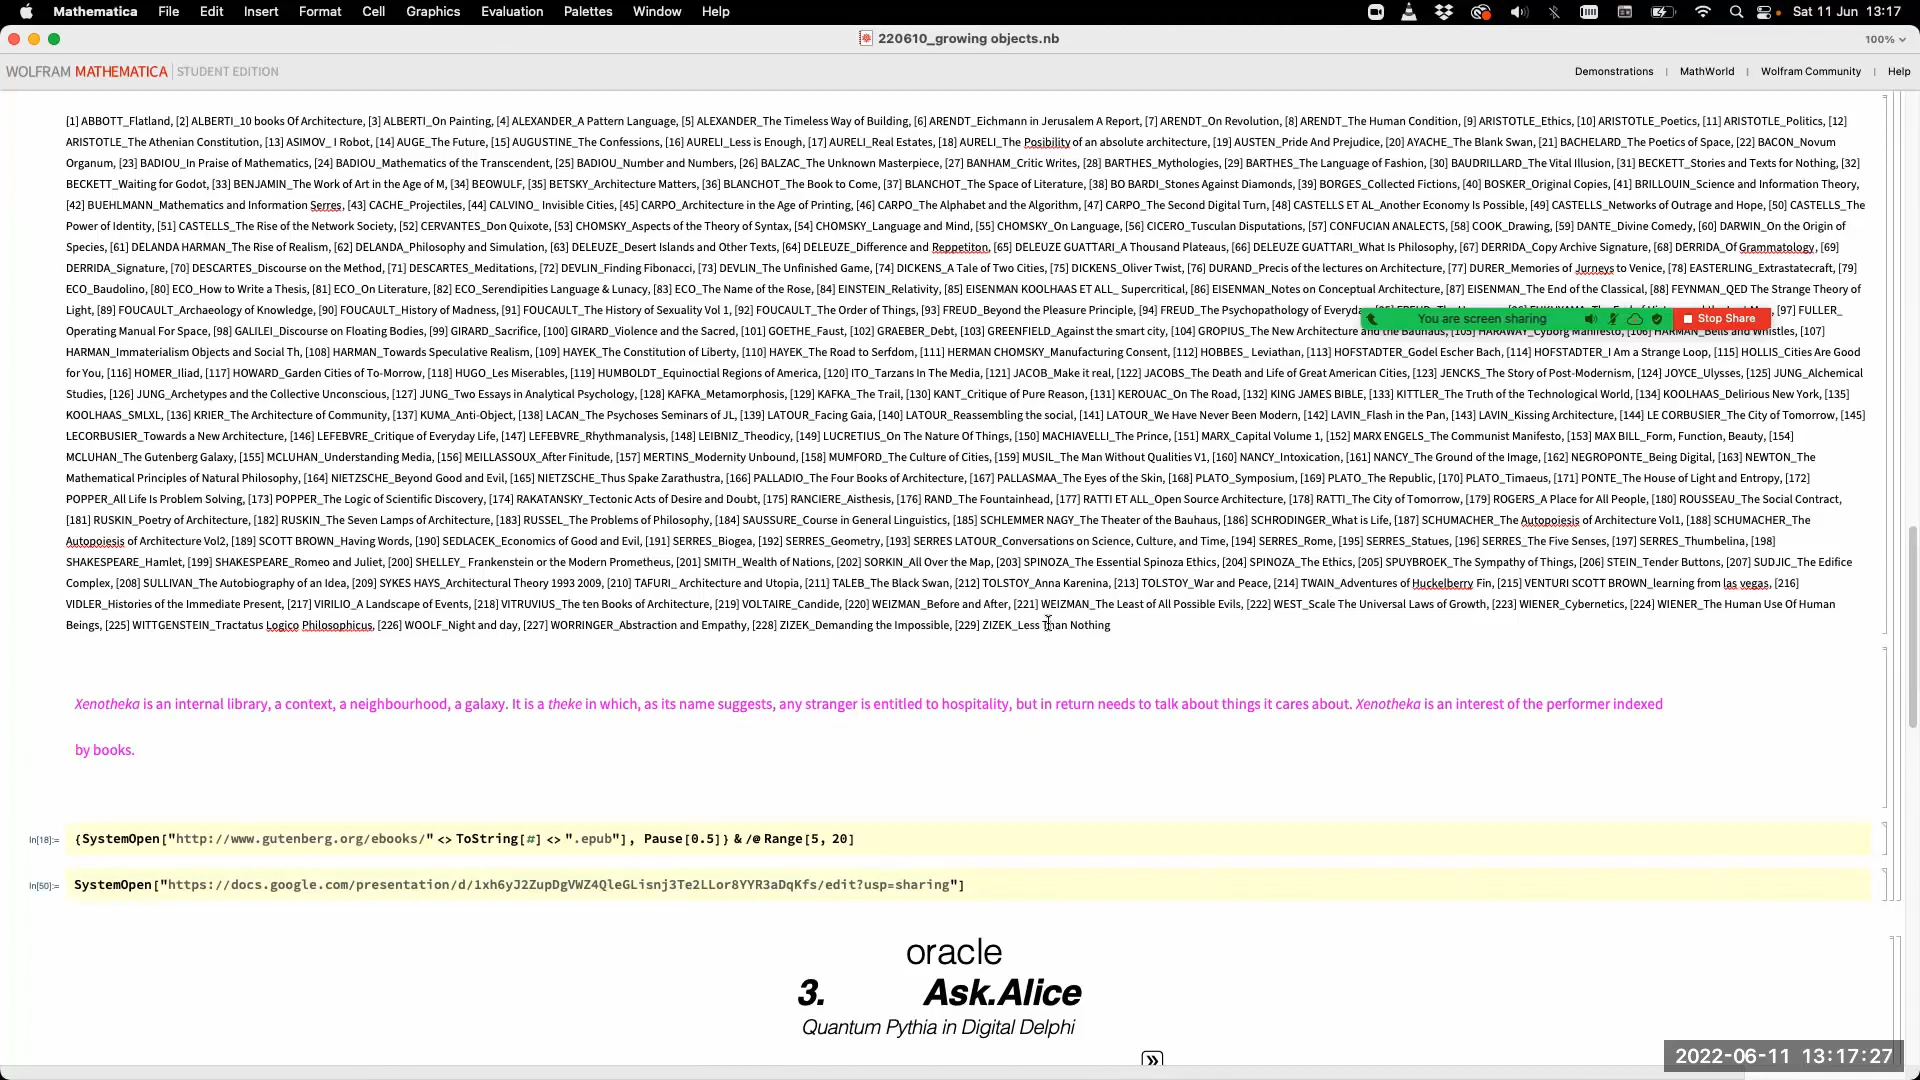 Mathematica File Edit Insert Format Cell Graphics Evaluation Palettes Window Help Sat 11 Jun 13:17
220610_growing objects.nb 100%
WOLFRAM MATHEMATICA STUDENT EDITION Demonstrations | MathWorld | Wolfram Community | Help
[1] ABBOTT_Flatland, [2] ALBERTI_10 books Of Architecture, [3] ALBERTI_On Painting, [4] ALEXANDER_A Pattern Language, [5] ALEXANDER_The Timeless Way of Building, [6] ARENDT_Eichmann in Jerusalem A Report, [7] ARENDT_On Revolution, [8] ARENDT_The Human Condition, [9] ARISTOTLE_Ethics, [10] ARISTOTLE_Poetics, [11] ARISTOTLE_Politics, [12]
ARISTOTLE_The Athenian Constitution, [13] ASIMOV_ I Robot, [14] AUGE_The Future, [15] AUGUSTINE_The Confessions, [16] AURELI_Less is Enough, [17] AURELI_Real Estates, [18] AURELI_The Posibility of an absolute architecture, [19] AUSTEN_Pride And Prejudice, [20] AYACHE_The Blank Swan, [21] BACHELARD_The Poetics of Space, [22] BACON_Novum
Organum, [23] BADIOU_In Praise of Mathematics, [24] BADIOU_Mathematics of the Transcendent, [25] BADIOU_Number and Numbers, [26] BALZAC_The Unknown Masterpiece, [27] BANHAM_Critic Writes, [28] BARTHES_Mythologies, [29] BARTHES_The Language of Fashion, [30] BAUDRILLARD_The Vital Illusion, [31] BECKETT_Stories and Texts for Nothing, [32]
BECKETT_Waiting for Godot, [33] BENJAMIN_The Work of Art in the Age of M, [34] BEOWULF, [35] BETSKY_Architecture Matters, [36] BLANCHOT_The Book to Come, [37] BLANCHOT_The Space of Literature, [38] BO BARDI_Stones Against Diamonds, [39] BORGES_Collected Fictions, [40] BOSKER_Original Copies, [41] BRILLOUIN_Science and Information Theory,
[42] BUEHLMANN_Mathematics and Information Serres, [43] CACHE_Projectiles, [44] CALVINO_ Invisible Cities, [45] CARPO_Architecture in the Age of Printing, [46] CARPO_The Alphabet and the Algorithm, [47] CARPO_The Second Digital Turn, [48] CASTELLS ET AL_Another Economy Is Possible, [49] CASTELLS_Networks of Outrage and Hope, [50] CASTELLS_The
Power of Identity, [51] CASTELLS_The Rise of the Network Society, [52] CERVANTES_Don Quixote, [53] CHOMSKY_Aspects of the Theory of Syntax, [54] CHOMSKY_Language and Mind, [55] CHOMSKY_On Language, [56] CICERO_Tusculan Disputations, [57] CONFUCIAN ANALECTS, [58] COOK_Drawing, [59] DANTE_Divine Comedy, [60] DARWIN_On the Origin of
Species, [61] DELANDA HARMAN_The Rise of Realism, [62] DELANDA_Philosophy and Simulation, [63] DELEUZE_Desert Islands and Other Texts, [64] DELEUZE_Difference and Reppetiton, [65] DELEUZE GUATTARI_A Thousand Plateaus, [66] DELEUZE GUATTARI_What Is Philosophy, [67] DERRIDA_Copy Archive Signature, [68] DERRIDA_Of Grammatology, [69]
DERRIDA_Signature, [70] DESCARTES_Discourse on the Method, [71] DESCARTES_Meditations, [72] DEVLIN_Finding Fibonacci, [73] DEVLIN_The Unfinished Game, [74] DICKENS_A Tale of Two Cities, [75] DICKENS_Oliver Twist, [76] DURAND_Precis of the lectures on Architecture, [77] DURER_Memories of Jurneys to Venice, [78] EASTERLING_Extrastatecraft, [79]
ECO_Baudolino, [80] ECO_How to Write a Thesis, [81] ECO_On Literature, [82] ECO_Serendipities Language & Lunacy, [83] ECO_The Name of the Rose, [84] EINSTEIN_Relativity, [85] EISENMAN KOOLHAAS ET ALL_ Supercritical, [86] EISENMAN_Notes on Conceptual Architecture, [87] EISENMAN_The End of the Classical, [88] FEYNMAN_QED The Strange Theory of
Light, [89] FOUCAULT_Archaeology of Knowledge, [90] FOUCAULT_History of Madness, [91] FOUCAULT_The History of Sexuality Vol 1, [92] FOUCAULT_The Order of Things, [93] FREUD_Beyond the Pleasure Principle, [94] FREUD_The Psychopathology of Everyda [97] FULLER_
You are screen sharing Stop Share
Operating Manual For Space, [98] GALILEI_Discourse on Floating Bodies, [99] GIRARD_Sacrifice, [100] GIRARD_Violence and the Sacred, [101] GOETHE_Faust, [102] GRAEBER_Debt, [103] GREENFIELD_Against the smart city, [104] GROPIUS_The New Architecture and the Bauhaus, [105] HARAWAY_Cyborg Manifesto, [106] HARMAN_Bells and Whistles, [107]
HARMAN_Immaterialism Objects and Social Th, [108] HARMAN_Towards Speculative Realism, [109] HAYEK_The Constitution of Liberty, [110] HAYEK_The Road to Serfdom, [111] HERMAN CHOMSKY_Manufacturing Consent, [112] HOBBES_ Leviathan, [113] HOFSTADTER_Godel Escher Bach, [114] HOFSTADTER_I Am a Strange Loop, [115] HOLLIS_Cities Are Good
for You, [116] HOMER_Iliad, [117] HOWARD_Garden Cities of To-Morrow, [118] HUGO_Les Miserables, [119] HUMBOLDT_Equinoctial Regions of America, [120] ITO_Tarzans In The Media, [121] JACOB_Make it real, [122] JACOBS_The Death and Life of Great American Cities, [123] JENCKS_The Story of Post-Modernism, [124] JOYCE_Ulysses, [125] JUNG_Alchemical
Studies, [126] JUNG_Archetypes and the Collective Unconscious, [127] JUNG_Two Essays in Analytical Psychology, [128] KAFKA_Metamorphosis, [129] KAFKA_The Trail, [130] KANT_Critique of Pure Reason, [131] KEROUAC_On The Road, [132] KING JAMES BIBLE, [133] KITTLER_The Truth of the Technological World, [134] KOOLHAAS_Delirious New York, [135]
KOOLHAAS_SMLXL, [136] KRIER_The Architecture of Community, [137] KUMA_Anti-Object, [138] LACAN_The Psychoses Seminars of JL, [139] LATOUR_Facing Gaia, [140] LATOUR_Reassembling the social, [141] LATOUR_We Have Never Been Modern, [142] LAVIN_Flash in the Pan, [143] LAVIN_Kissing Architecture, [144] LE CORBUSIER_The City of Tomorrow, [145]
LECORBUSIER_Towards a New Architecture, [146] LEFEBVRE_Critique of Everyday Life, [147] LEFEBVRE_Rhythmanalysis, [148] LEIBNIZ_Theodicy, [149] LUCRETIUS_On The Nature Of Things, [150] MACHIAVELLI_The Prince, [151] MARX_Capital Volume 1, [152] MARX ENGELS_The Communist Manifesto, [153] MAX BILL_Form, Function, Beauty, [154]
MCLUHAN_The Gutenberg Galaxy, [155] MCLUHAN_Understanding Media, [156] MEILLASSOUX_After Finitude, [157] MERTINS_Modernity Unbound, [158] MUMFORD_The Culture of Cities, [159] MUSIL_The Man Without Qualities V1, [160] NANCY_Intoxication, [161] NANCY_The Ground of the Image, [162] NEGROPONTE_Being Digital, [163] NEWTON_The
Mathematical Principles of Natural Philosophy, [164] NIETZSCHE_Beyond Good and Evil, [165] NIETZSCHE_Thus Spake Zarathustra, [166] PALLADIO_The Four Books of Architecture, [167] PALLASMAA_The Eyes of the Skin, [168] PLATO_Symposium, [169] PLATO_The Republic, [170] PLATO_Timaeus, [171] PONTE_The House of Light and Entropy, [172]
POPPER_All Life Is Problem Solving, [173] POPPER_The Logic of Scientific Discovery, [174] RAKATANSKY_Tectonic Acts of Desire and Doubt, [175] RANCIERE_Aisthesis, [176] RAND_The Fountainhead, [177] RATTI ET ALL_Open Source Architecture, [178] RATTI_The City of Tomorrow, [179] ROGERS_A Place for All People, [180] ROUSSEAU_The Social Contract,
[181] RUSKIN_Poetry of Architecture, [182] RUSKIN_The Seven Lamps of Architecture, [183] RUSSEL_The Problems of Philosophy, [184] SAUSSURE_Course in General Linguistics, [185] SCHLEMMER NAGY_The Theater of the Bauhaus, [186] SCHRODINGER_What is Life, [187] SCHUMACHER_The Autopoiesis of Architecture Vol1, [188] SCHUMACHER_The
Autopoiesis of Architecture Vol2, [189] SCOTT BROWN_Having Words, [190] SEDLACEK_Economics of Good and Evil, [191] SERRES_Biogea, [192] SERRES_Geometry, [193] SERRES LATOUR_Conversations on Science, Culture, and Time, [194] SERRES_Rome, [195] SERRES_Statues, [196] SERRES_The Five Senses, [197] SERRES_Thumbelina, [198]
SHAKESPEARE_Hamlet, [199] SHAKESPEARE_Romeo and Juliet, [200] SHELLEY_ Frankenstein or the Modern Prometheus, [201] SMITH_Wealth of Nations, [202] SORKIN_All Over the Map, [203] SPINOZA_The Essential Spinoza Ethics, [204] SPINOZA_The Ethics, [205] SPUYBROEK_The Sympathy of Things, [206] STEIN_Tender Buttons, [207] SUDJIC_The Edifice
Complex, [208] SULLIVAN_The Autobiography of an Idea, [209] SYKES HAYS_Architectural Theory 1993 2009, [210] TAFURI_ Architecture and Utopia, [211] TALEB_The Black Swan, [212] TOLSTOY_Anna Karenina, [213] TOLSTOY_War and Peace, [214] TWAIN_Adventures of Huckelberry Fin, [215] VENTURI SCOTT BROWN_learning from las vegas, [216]
VIDLER_Histories of the Immediate Present, [217] VIRILIO_A Landscape of Events, [218] VITRUVIUS_The ten Books of Architecture, [219] VOLTAIRE_Candide, [220] WEIZMAN_Before and After, [221] WEIZMAN_The Least of All Possible Evils, [222] WEST_Scale The Universal Laws of Growth, [223] WIENER_Cybernetics, [224] WIENER_The Human Use Of Human
Beings, [225] WITTGENSTEIN_Tractatus Logico Philosophicus, [226] WOOLF_Night and day, [227] WORRINGER_Abstraction and Empathy, [228] ZIZEK_Demanding the Impossible, [229] ZIZEK_Less Than Nothing
Xenotheka is an internal library, a context, a neighbourhood, a galaxy. It is a theke in which, as its name suggests, any stranger is entitled to hospitality, but in return needs to talk about things it cares about. Xenotheka is an interest of the performer indexed
by books.
In[18]:= {SystemOpen["http://www.gutenberg.org/ebooks/" <> ToString[#] <> ".epub"], Pause[0.5]} & /@ Range[5, 20]
In[50]:= SystemOpen["https://docs.google.com/presentation/d/1xh6yJ2ZupDgVWZ4QleGLisnj3Te2LLor8YYR3aDqKfs/edit?usp=sharing"]
oracle
3. Ask.Alice
Quantum Pythia in Digital Delphi
2022-06-11 13:17:27